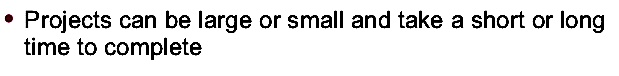 • Projects can be large or small and take a short or long
time to complete